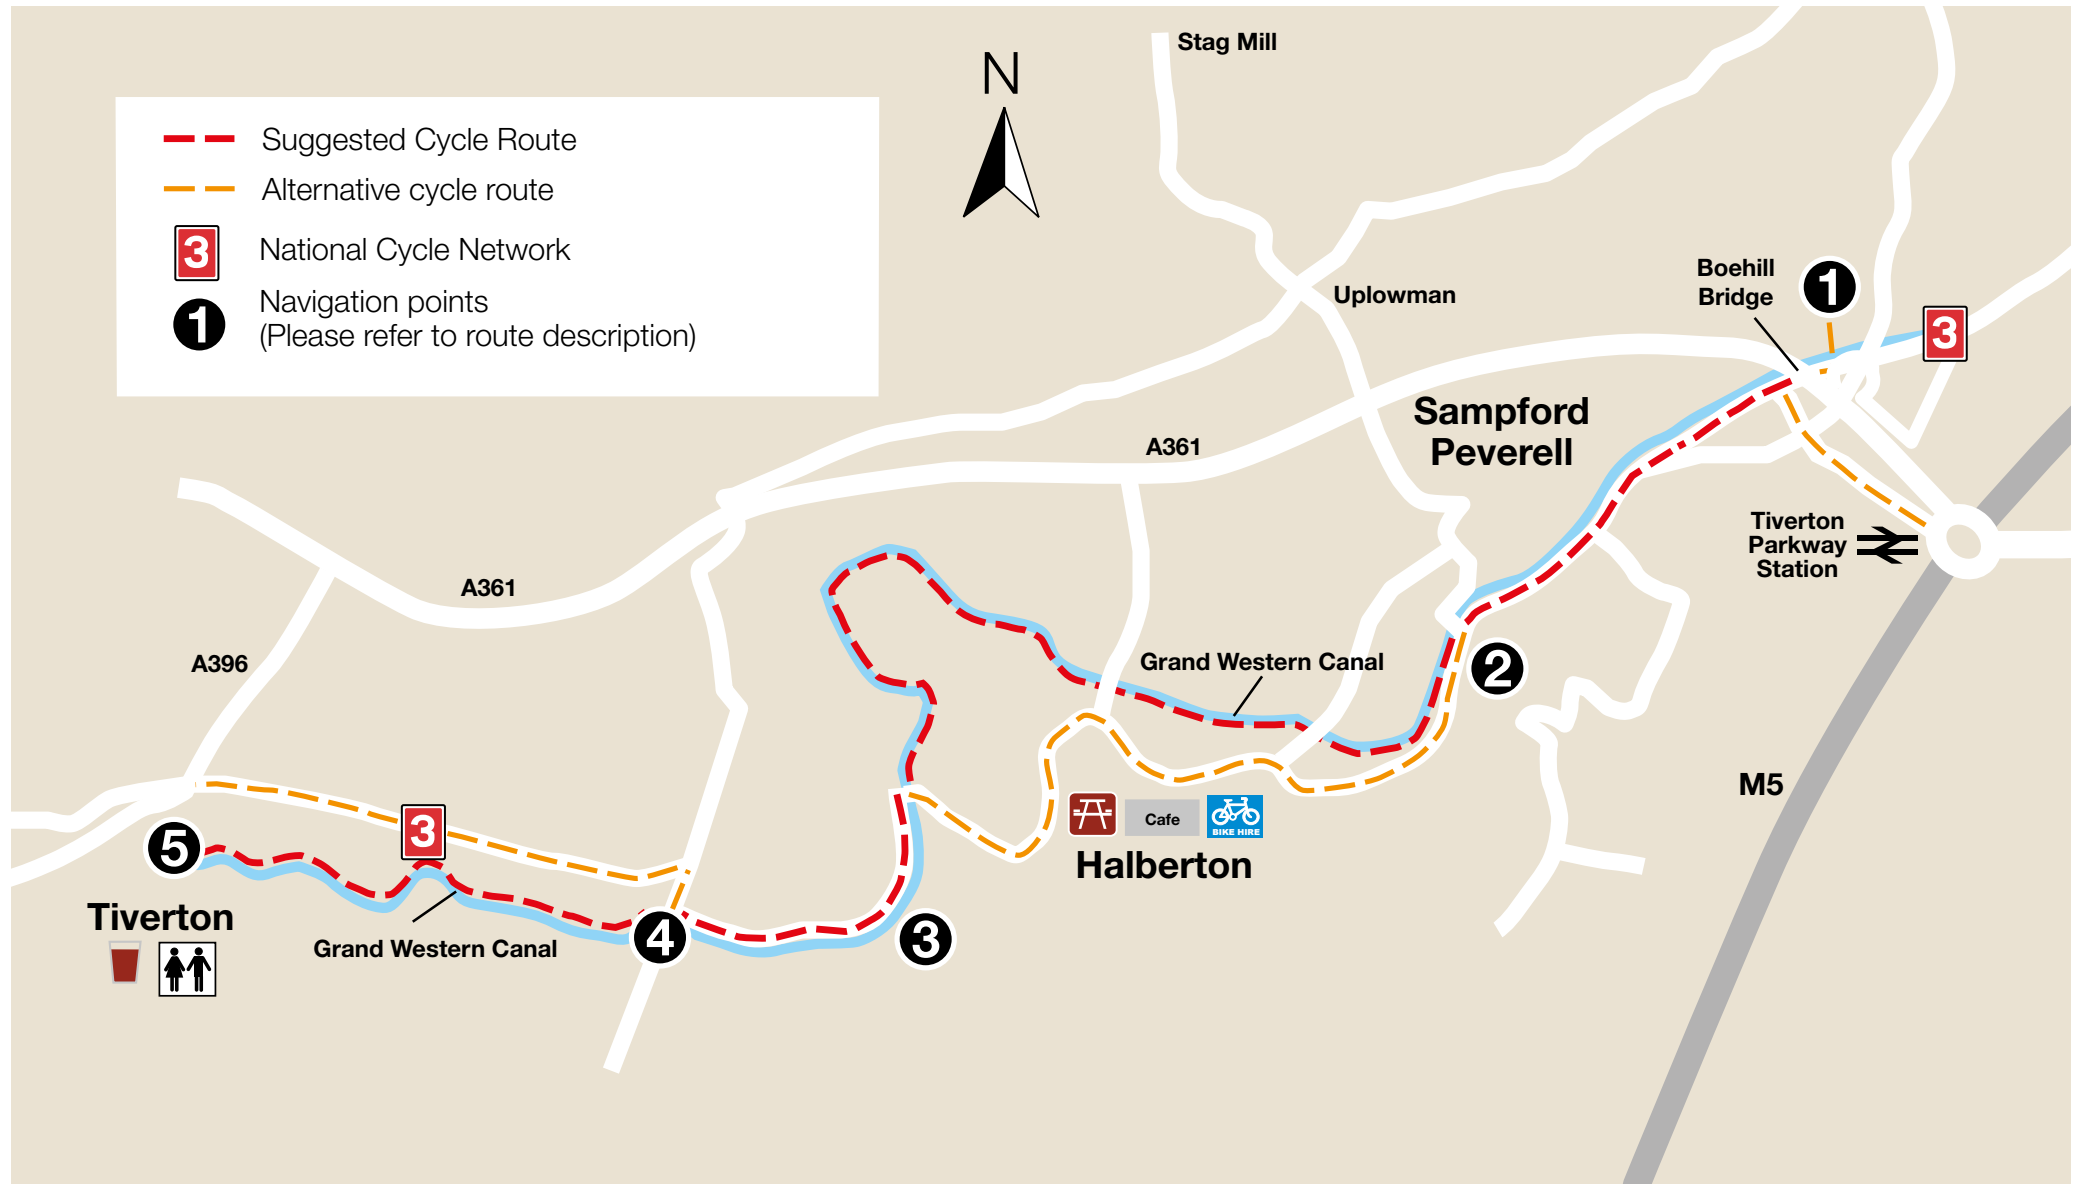 Stag Mill
N
Suggested Cycle Route
Alternative cycle route
3
National Cycle Network
1
Navigation points
(Please refer to route description)
Boehill
Bridge
1
Uplowman
3
Sampford
Peverell
A361
Tiverton
Parkway
Station
A361
A396
Grand Western Canal
2
M5
3
5
Cafe
BIKE HIRE
Halberton
Tiverton
4
3
Grand Western Canal